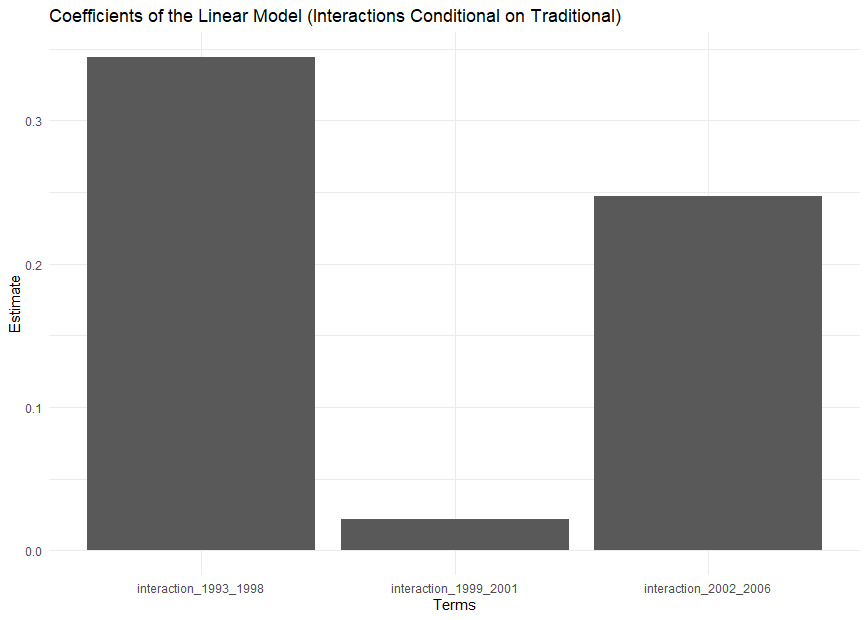 Coefficients of the Linear Model (Interactions Conditional on Traditional)
Estimate
0.3
0.2
0.1
0.0
interaction_1993_1998
interaction_1999_2001
interaction_2002_2006
Terms